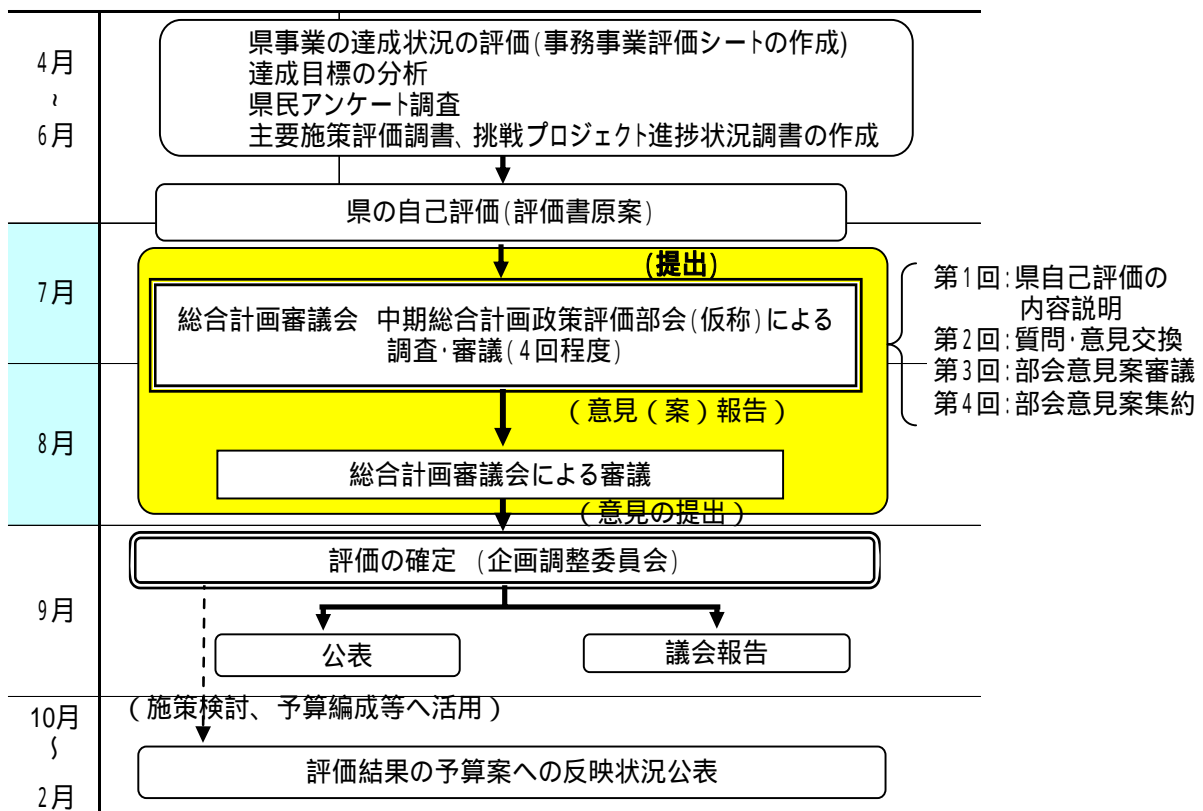 4月
~
6月
県事業の達成状況の評価(事務事業評価シートの作成)
達成目標の分析
県民アンケート調査
主要施策評価調書、挑戦プロジェクト進捗状況調書の作成
県の自己評価(評価書原案)
7月
(提出)
総合計画審議会 中期総合計画政策評価部会(仮称)による
調査・審議(4回程度)
第1回:県自己評価の
内容説明
第2回:質問・意見交換
第3回:部会意見案審議
第4回:部会意見案集約
8月
(意見(案)報告)
総合計画審議会による審議
(意見の提出)
9月
評価の確定 (企画調整委員会)
公表
議会報告
10月
~
2月
(施策検討、予算編成等へ活用)
評価結果の予算案への反映状況公表